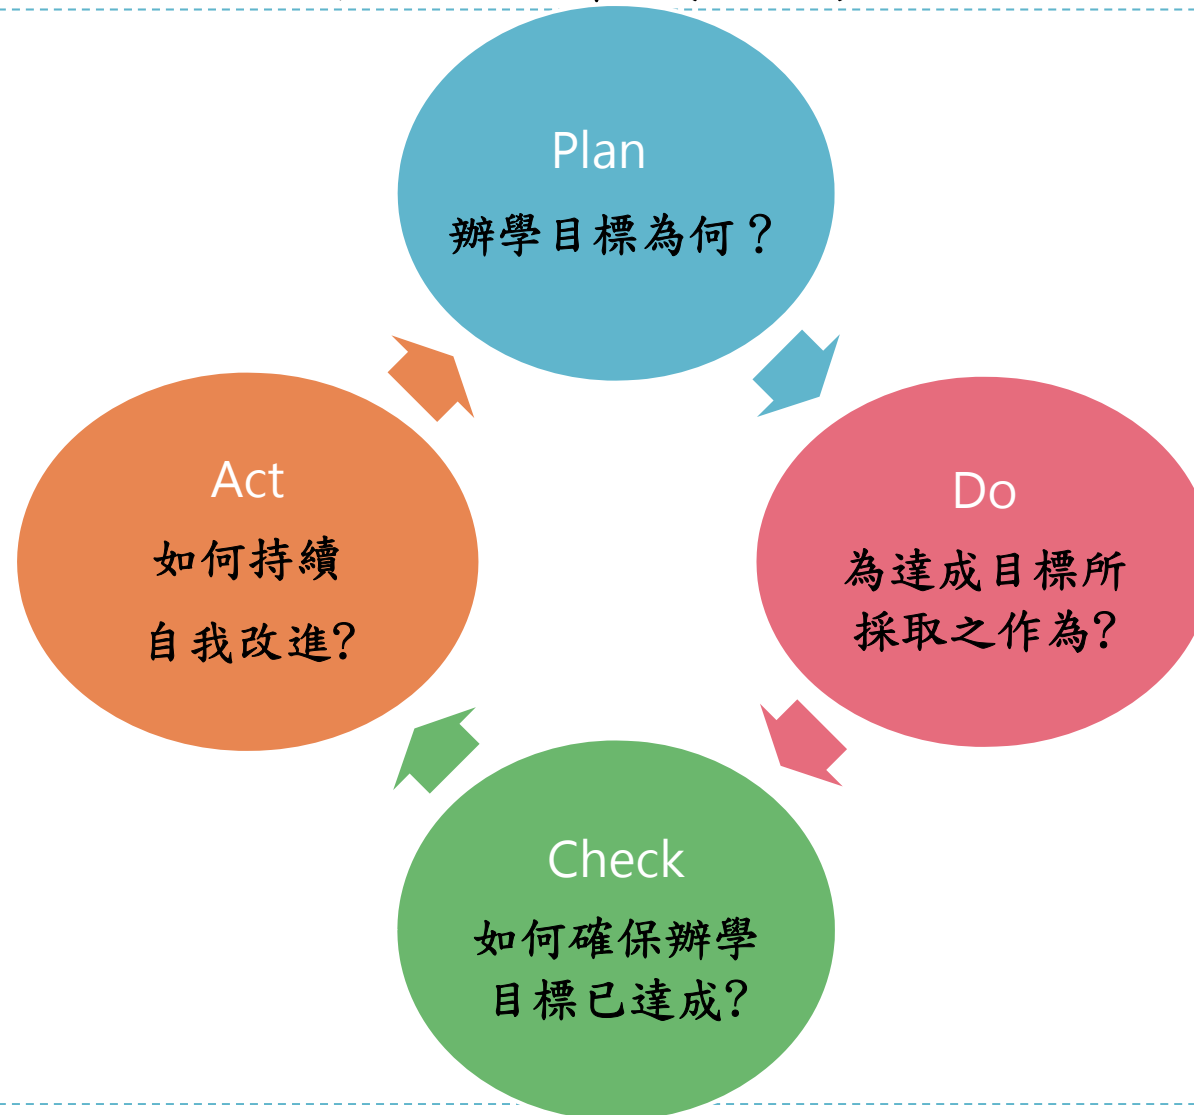 Plan
辦學目標為何？
Do
為達成目標所
採取之作為?
Check
如何確保辦學
目標已達成?
Act
如何持續
自我改進?